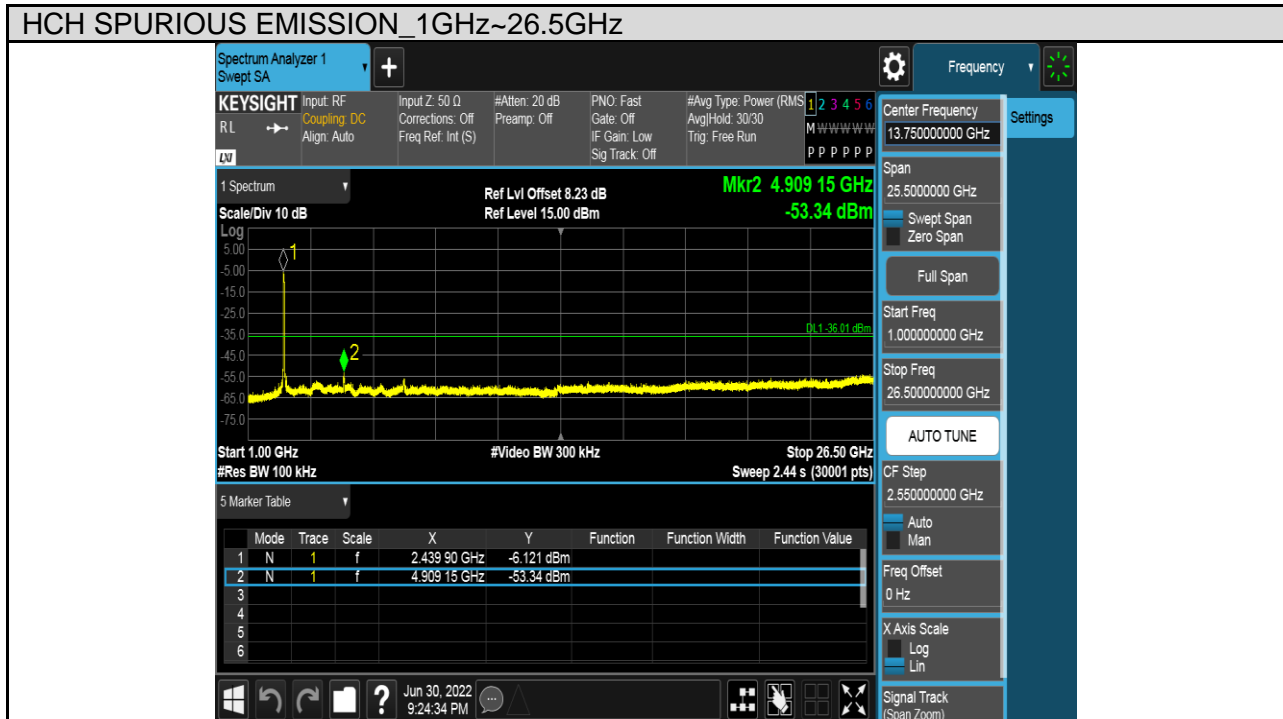 HCH SPURIOUS EMISSION_1GHz~26.5GHz
Spectrum Analyzer 1
Swept SA
+
Frequency
KEYSIGHT
Input: RF
Input Z: 50 Ω
#Atten: 20 dB
PNO: Fast
#Avg Type: Power (RMS
1 2 3 4 5 6
RL
Coupling: DC
Corrections: Off
Preamp: Off
Gate: Off
Avg|Hold: 30/30
M W W W W W
Align: Auto
Freq Ref: Int (S)
IF Gain: Low
Trig: Free Run
LXI
Sig Track: Off
P P P P P P
1 Spectrum
Ref Lvl Offset 8.23 dB
Mkr2 4.909 15 GHz
Scale/Div 10 dB
Ref Level 15.00 dBm
-53.34 dBm
Log
5.00
-5.00
-15.0
-25.0
-35.0
-45.0
-55.0
-65.0
-75.0
1
2
DL1 -36.01 dBm
Start 1.00 GHz
#Video BW 300 kHz
Stop 26.50 GHz
#Res BW 100 kHz
Sweep 2.44 s (30001 pts)
5 Marker Table
Mode Trace Scale X Y Function Function Width Function Value
1 N 1 f 2.439 90 GHz -6.121 dBm
2 N 1 f 4.909 15 GHz -53.34 dBm
3
4
5
6
Jun 30, 2022
9:24:34 PM
Center Frequency
13.750000000 GHz
Settings
Span
25.5000000 GHz
Swept Span
Zero Span
Full Span
Start Freq
1.000000000 GHz
Stop Freq
26.500000000 GHz
AUTO TUNE
CF Step
2.550000000 GHz
Auto
Man
Freq Offset
0 Hz
X Axis Scale
Log
Lin
Signal Track
(Span Zoom)